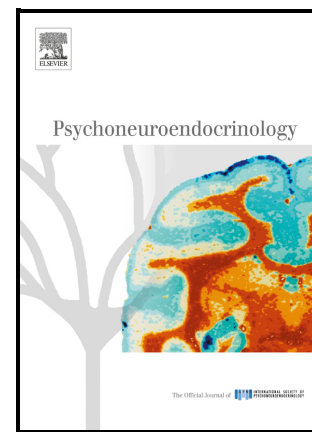 ELSEVIER
Psychoneuroendocrinology
The Official Journal of
INTERNATIONAL SOCIETY OF
PSYCHONEUROENDOCRINOLOGY